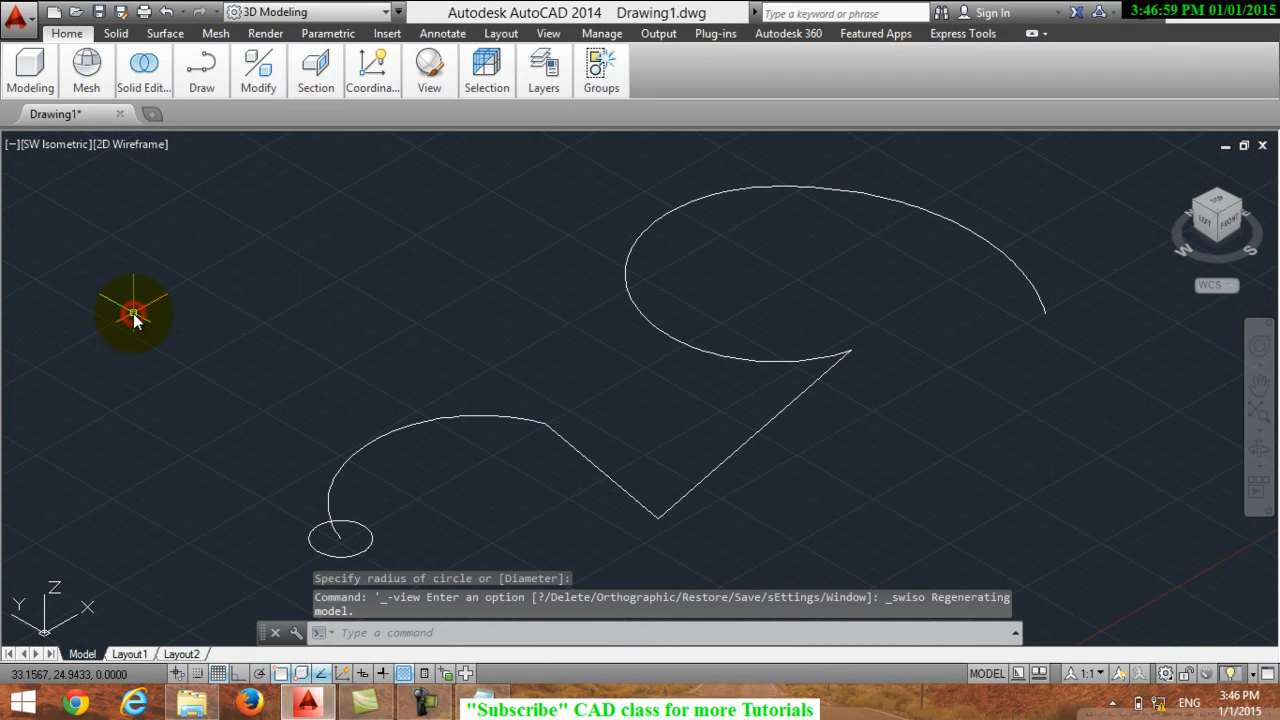 3D Modeling
Autodesk AutoCAD 2014 Drawing1.dwg
Type a keyword or phrase
Sign In
3:46:59 PM 01/01/2015
Home Solid Surface Mesh Render Parametric Insert Annotate Layout View Manage Output Plug-ins Autodesk 360 Featured Apps Express Tools
Modeling Mesh Solid Edit... Draw Modify Section Coordina... View Selection Layers Groups
Drawing1*
[−][SW Isometric][2D Wireframe]
TOP
LEFT FRONT
W S
WCS
Specify radius of circle or [Diameter]:
Command: '_-view Enter an option [?/Delete/Orthographic/Restore/Save/sEttings/Window]: _swiso Regenerating
model.
Type a command
Z
Y X
Model Layout1 Layout2
33.1567, 24.9433, 0.0000
MODEL 1:1
ENG
3:46 PM
1/1/2015
"Subscribe" CAD class for more Tutorials